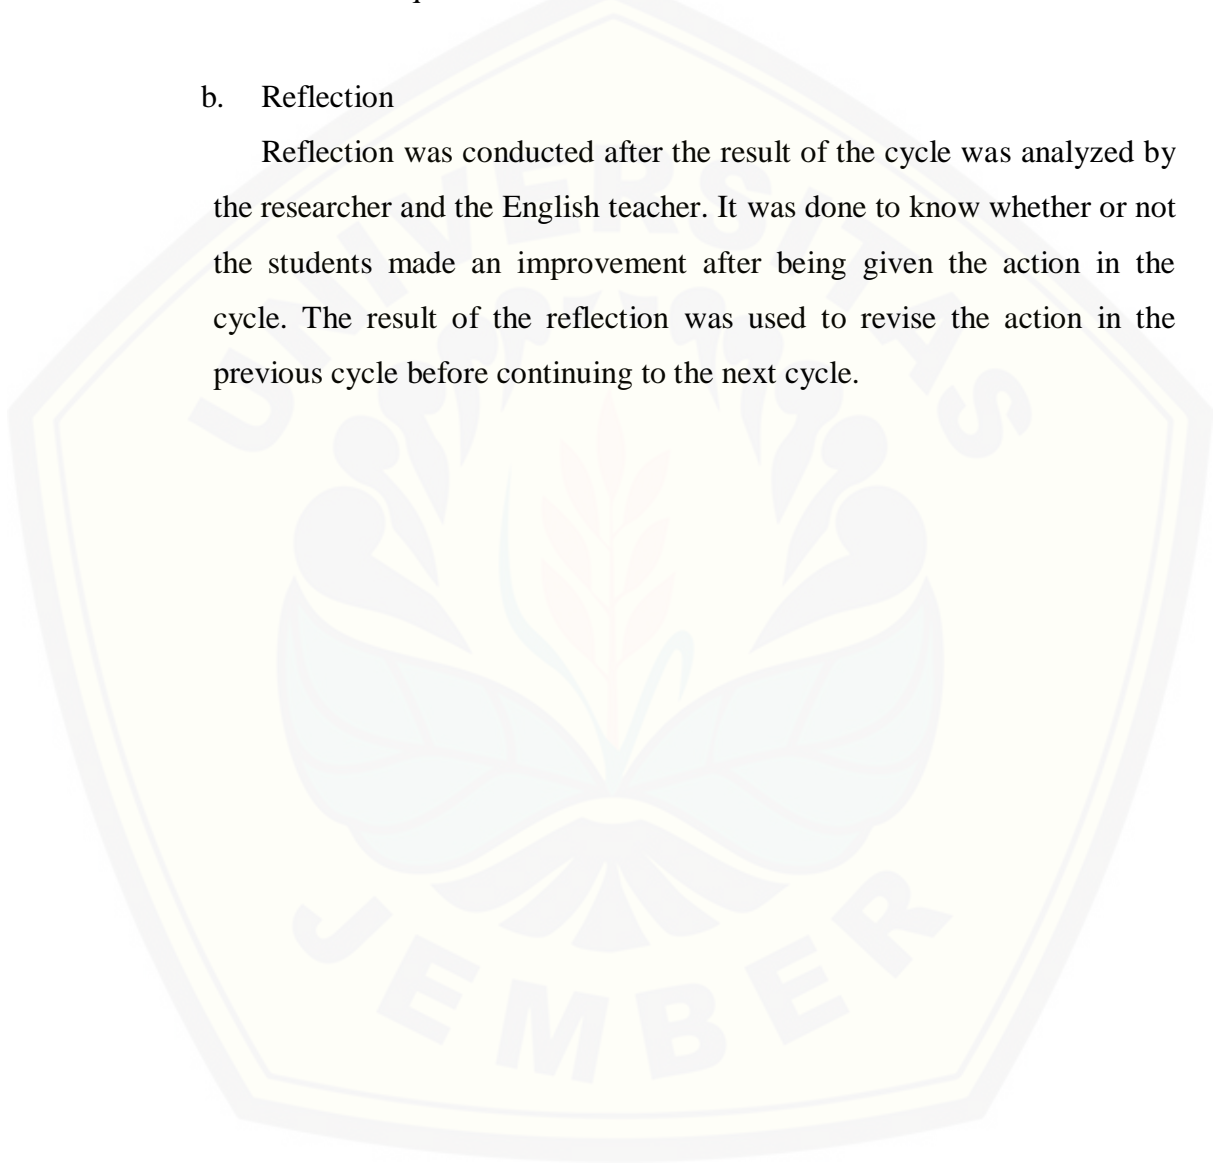 b. Reflection
Reflection was conducted after the result of the cycle was analyzed by
the researcher and the English teacher. It was done to know whether or not
the students made an improvement after being given the action in the
cycle. The result of the reflection was used to revise the action in the
previous cycle before continuing to the next cycle.
UNIVERSITAS
JEMBER